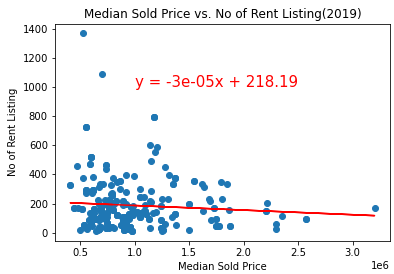 Median Sold Price vs. No of Rent Listing(2019)
1400
1200
1000
800
600
400
200
0
No of Rent Listing
y = -3e-05x + 218.19
0.5
1.0
1.5
2.0
2.5
3.0
1e6
Median Sold Price